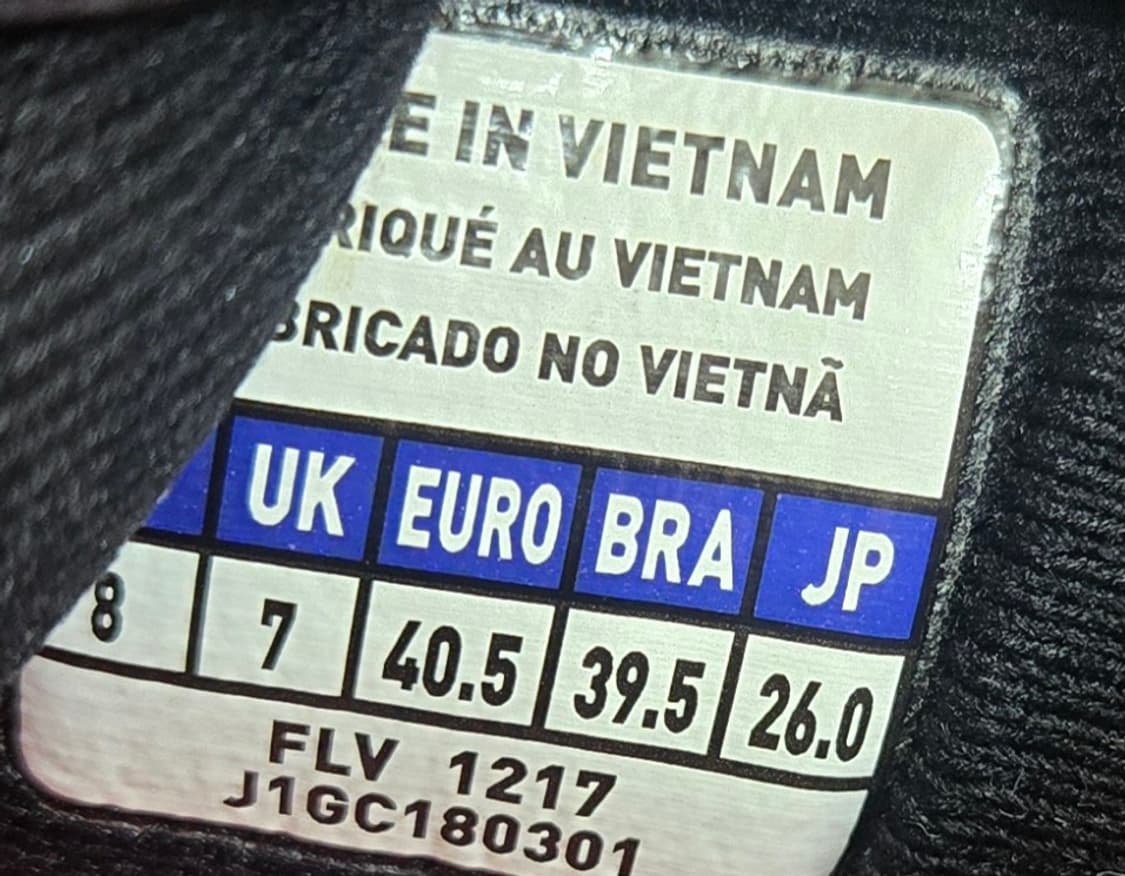 E IN VIETNAM
RIQUÉ AU VIETNAM
BRICADO NO VIETNÃ
UK EURO BRA JP
8 7 40.5 39.5 26.0
FLV 1217
J1GC180301